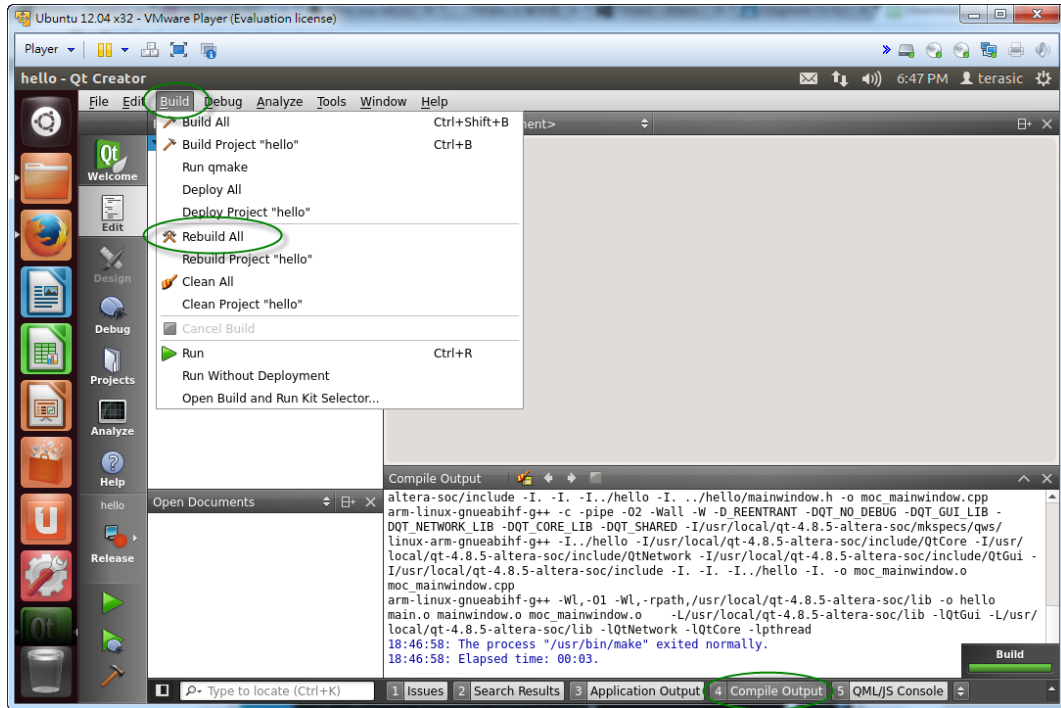 Ubuntu 12.04 x32 - VMware Player (Evaluation license)
Player
hello - Qt Creator
6:47 PM terasic
File Edit Build Debug Analyze Tools Window Help
Build All Ctrl+Shift+B
Build Project "hello" Ctrl+B
Run qmake
Deploy All
Deploy Project "hello"
Rebuild All
Rebuild Project "hello"
Clean All
Clean Project "hello"
Cancel Build
Run Ctrl+R
Run Without Deployment
Open Build and Run Kit Selector...
Qt
Welcome
Edit
Design
Debug
Projects
Analyze
Help
hello
Release
Open Documents
Compile Output
altera-soc/include -I. -I. -I../hello -I. ../hello/mainwindow.h -o moc_mainwindow.cpp
arm-linux-gnueabihf-g++ -c -pipe -O2 -Wall -W -D_REENTRANT -DQT_NO_DEBUG -DQT_GUI_LIB -
DQT_NETWORK_LIB -DQT_CORE_LIB -DQT_SHARED -I/usr/local/qt-4.8.5-altera-soc/mkspecs/qws/
linux-arm-gnueabihf-g++ -I../hello -I/usr/local/qt-4.8.5-altera-soc/include/QtCore -I/usr/
local/qt-4.8.5-altera-soc/include/QtNetwork -I/usr/local/qt-4.8.5-altera-soc/include/QtGui -
I/usr/local/qt-4.8.5-altera-soc/include -I. -I. -I../hello -I. -o moc_mainwindow.o
moc_mainwindow.cpp
arm-linux-gnueabihf-g++ -Wl,-O1 -Wl,-rpath,/usr/local/qt-4.8.5-altera-soc/lib -o hello
main.o mainwindow.o moc_mainwindow.o -L/usr/local/qt-4.8.5-altera-soc/lib -lQtGui -L/usr/
local/qt-4.8.5-altera-soc/lib -lQtNetwork -lQtCore -lpthread
18:46:58: The process "/usr/bin/make" exited normally.
18:46:58: Elapsed time: 00:03.
Build
Type to locate (Ctrl+K)
1 Issues 2 Search Results 3 Application Output 4 Compile Output 5 QML/JS Console